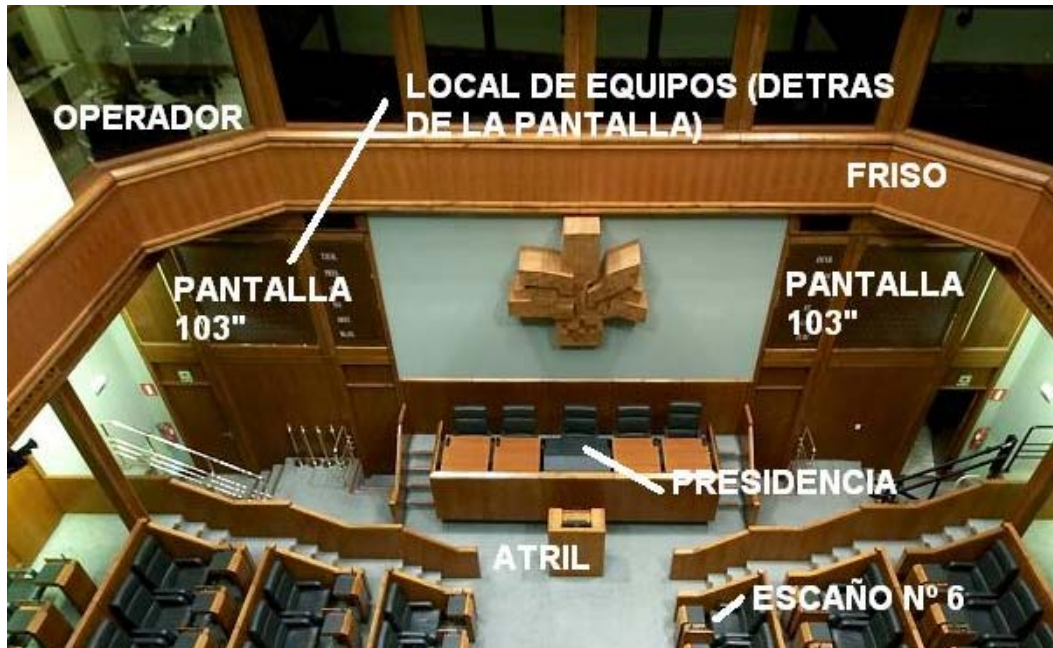 OPERADOR
LOCAL DE EQUIPOS (DETRAS
DE LA PANTALLA)
FRISO
PANTALLA
103"
PANTALLA
103"
PRESIDENCIA
ATRIL
ESCAÑO Nº 6